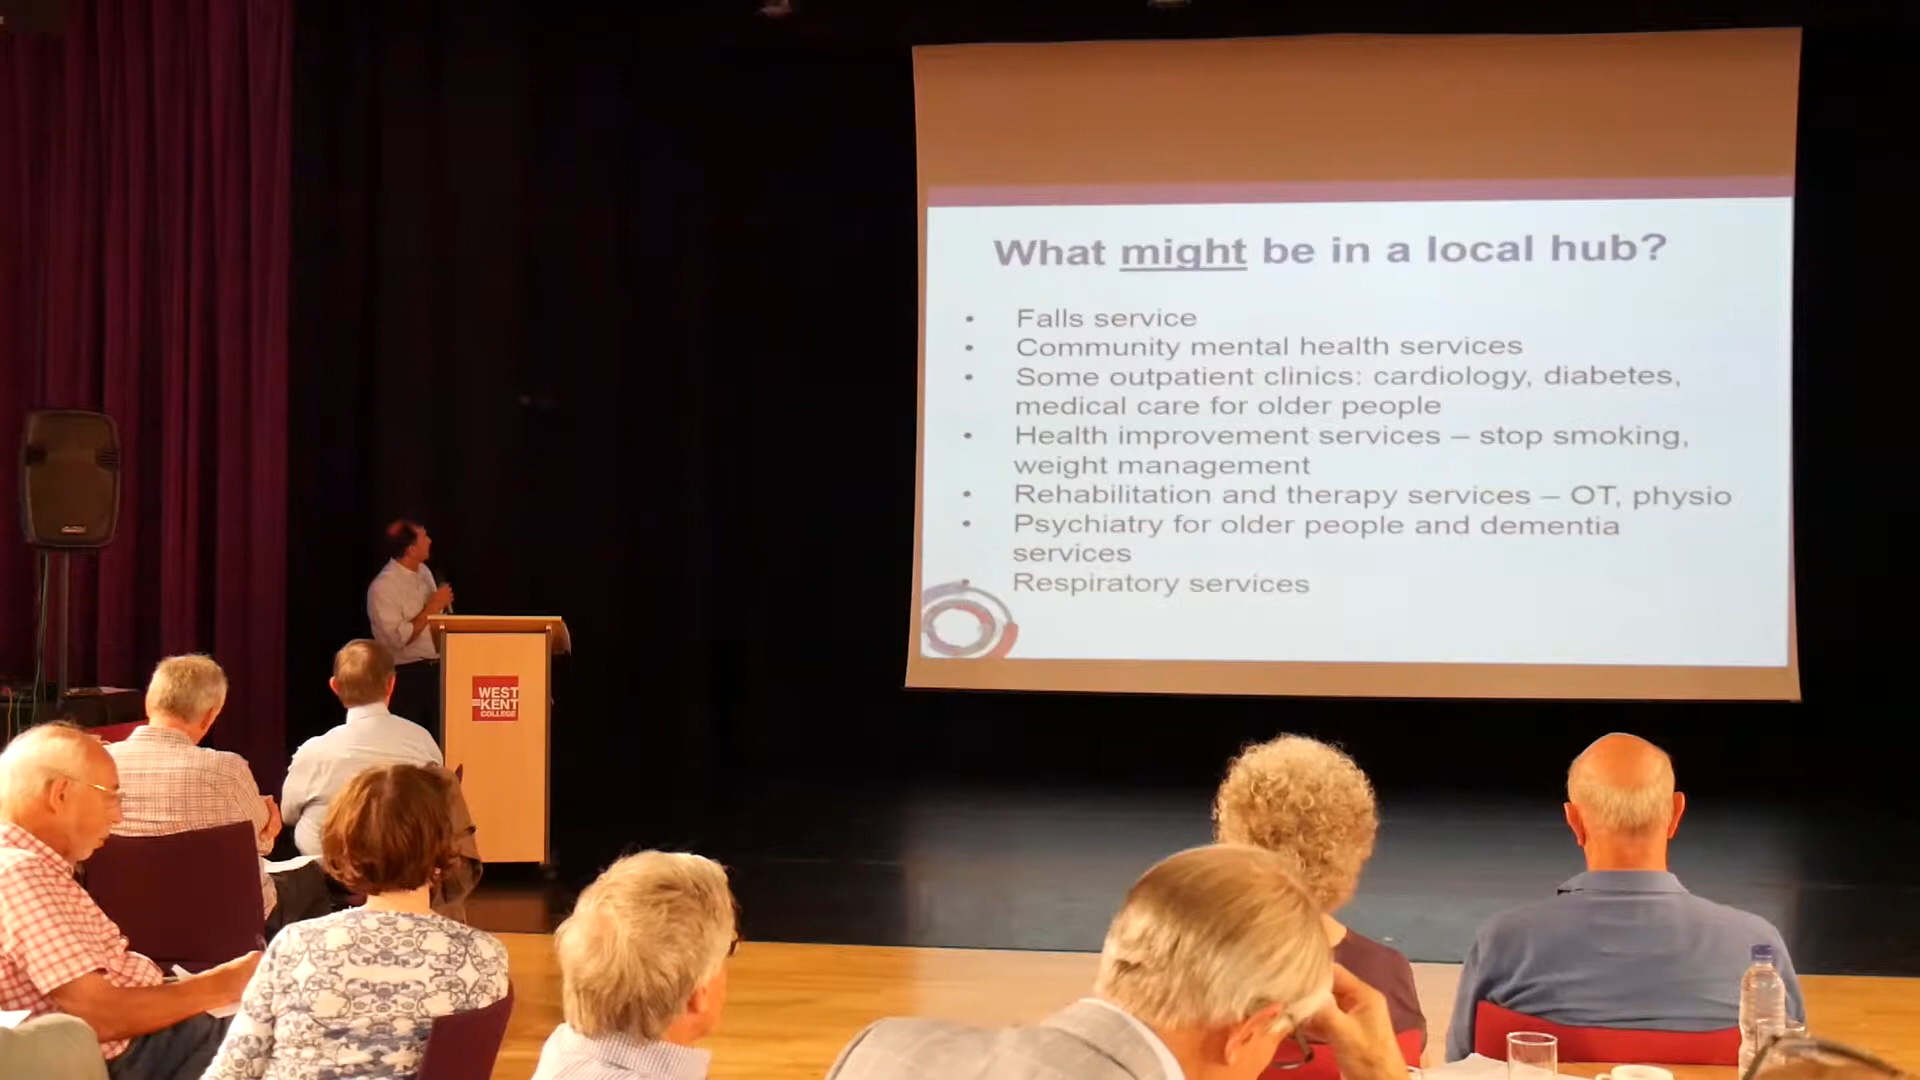 What might be in a local hub?
• Falls service
• Community mental health services
• Some outpatient clinics: cardiology, diabetes,
medical care for older people
• Health improvement services – stop smoking,
weight management
• Rehabilitation and therapy services – OT, physio
• Psychiatry for older people and dementia
services
• Respiratory services
WEST
KENT
COLLEGE